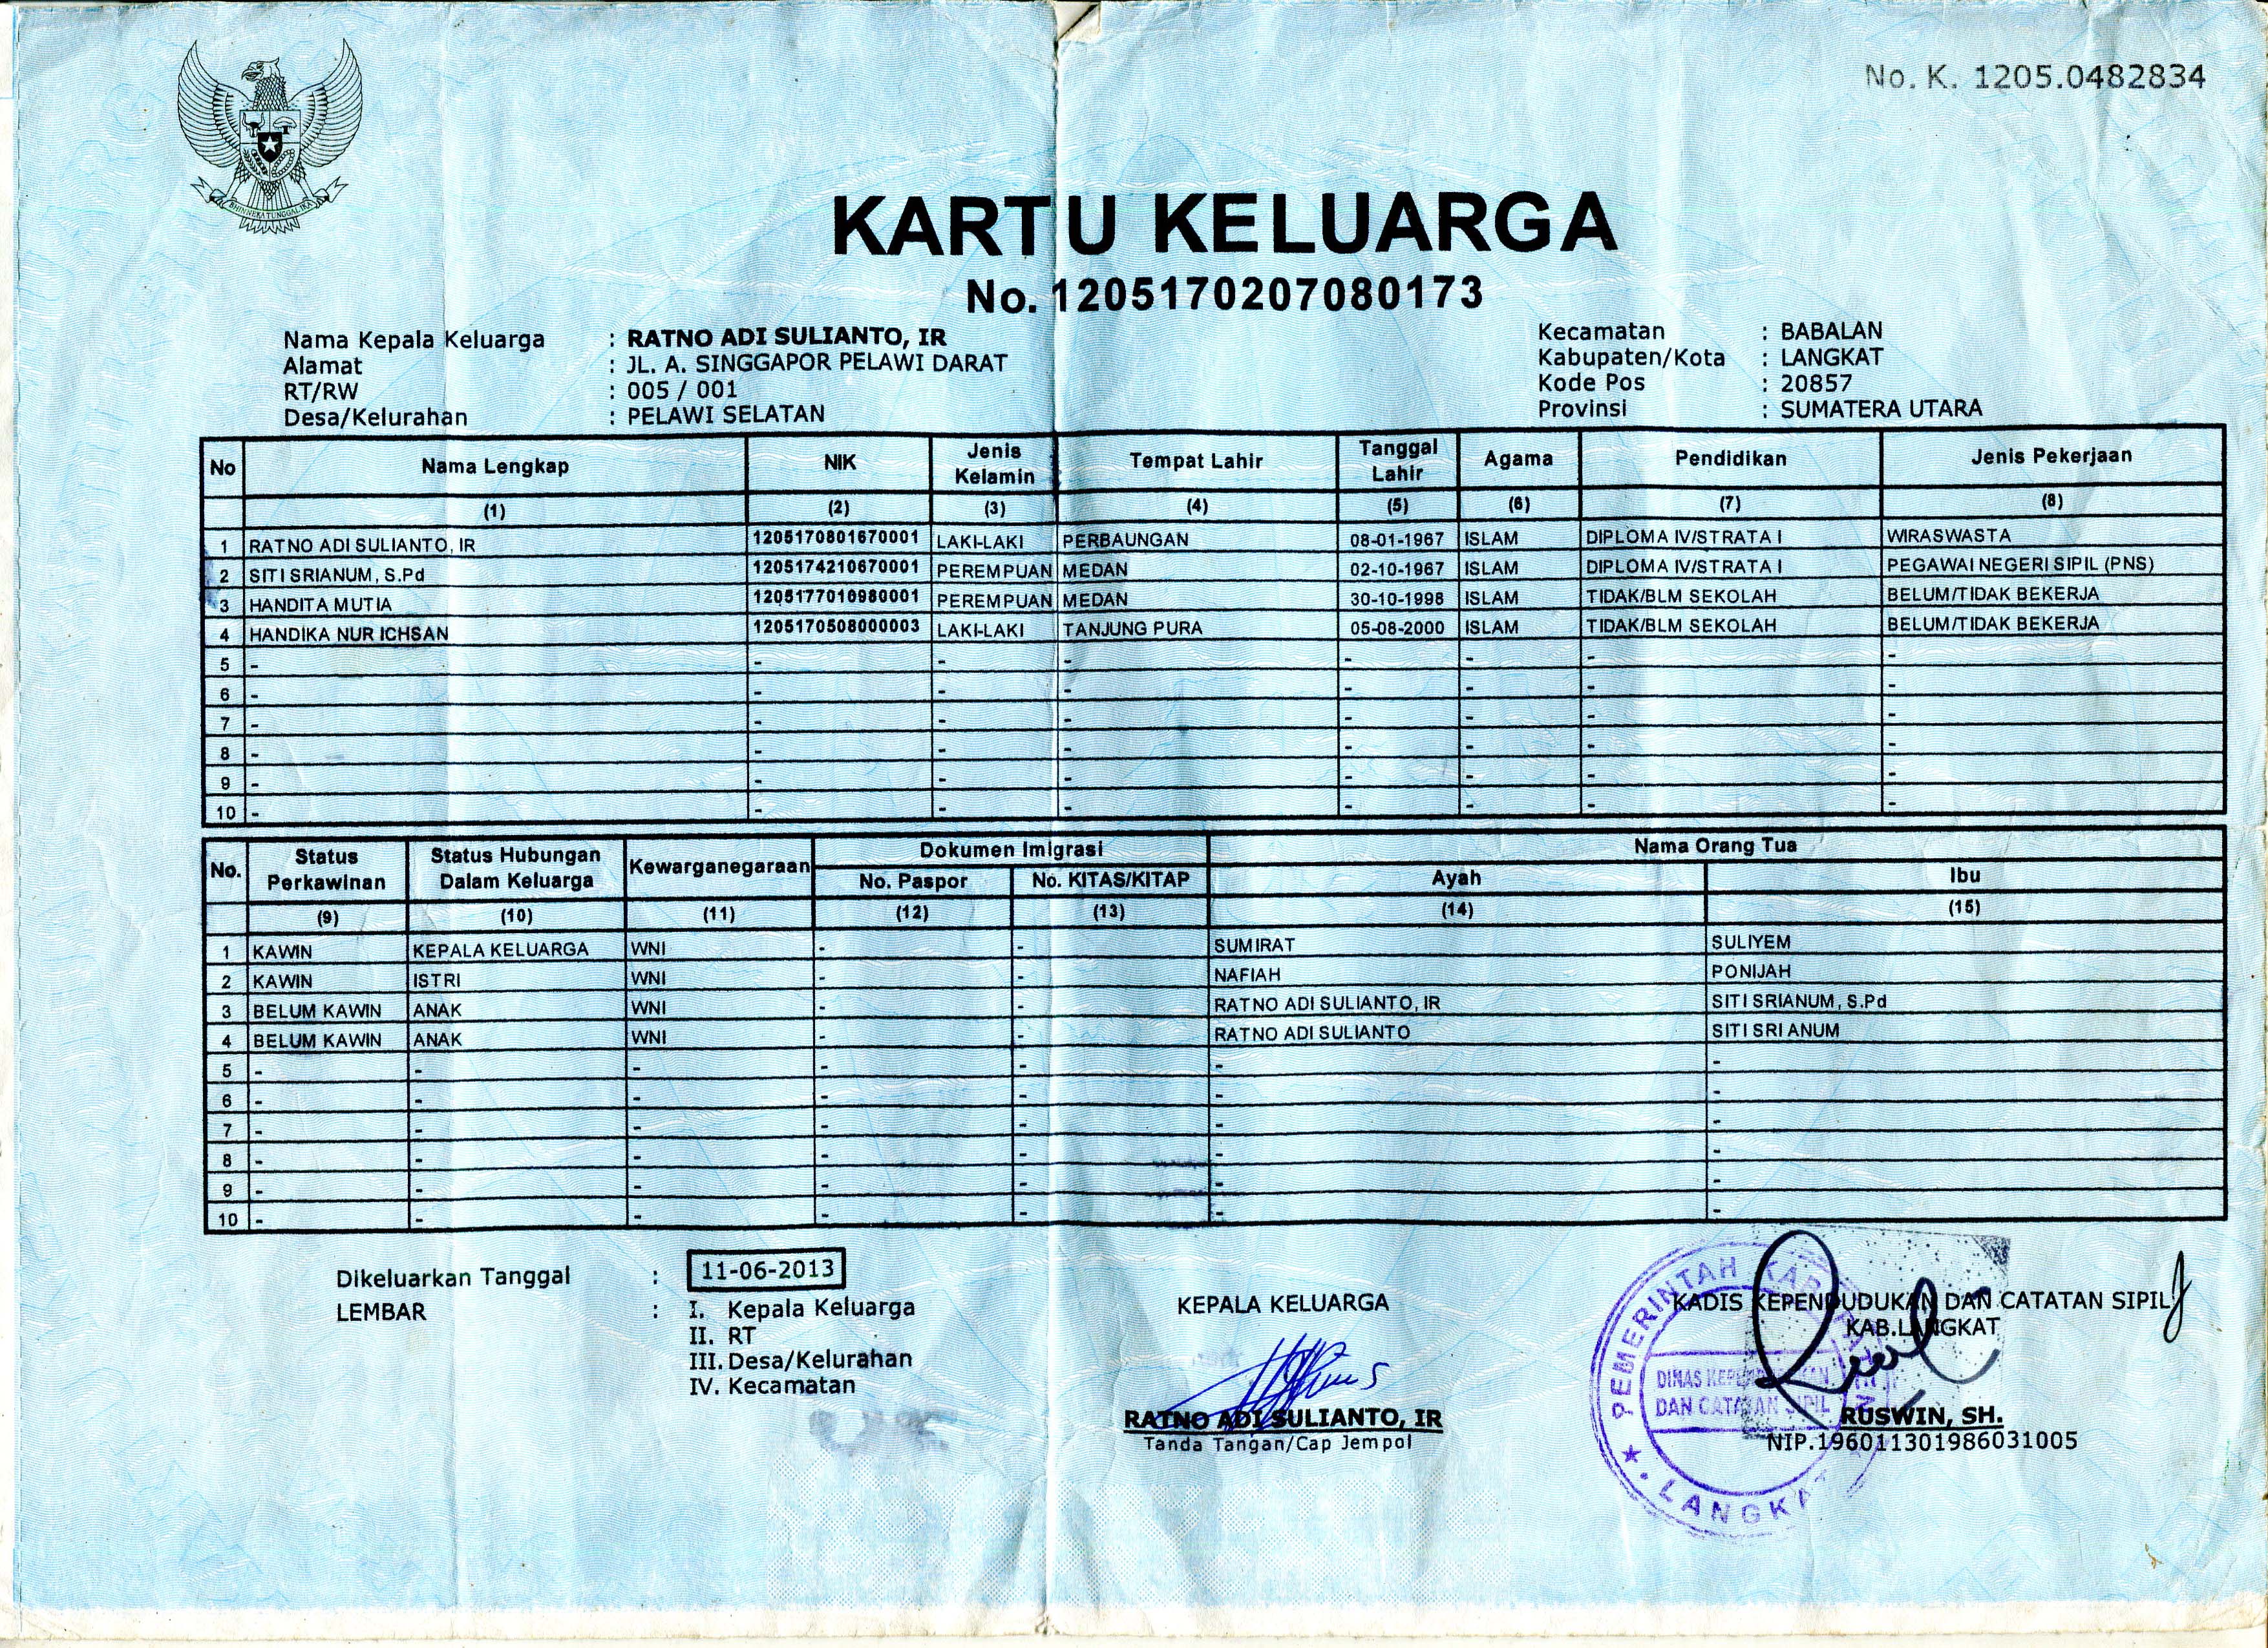 BHINNEKA TUNGGAL IKA
No. K. 1205.0482834
KARTU KELUARGA
No. 1205170207080173
Nama Kepala Keluarga : RATNO ADI SULIANTO, IR
Alamat : JL. A. SINGGAPOR PELAWI DARAT
RT/RW : 005 / 001
Desa/Kelurahan : PELAWI SELATAN
Kecamatan : BABALAN
Kabupaten/Kota : LANGKAT
Kode Pos : 20857
Provinsi : SUMATERA UTARA
No Nama Lengkap NIK Jenis Kelamin Tempat Lahir Tanggal Lahir Agama Pendidikan Jenis Pekerjaan
(1) (2) (3) (4) (5) (6) (7) (8)
1 RATNO ADI SULIANTO, IR 1205170801670001 LAKI-LAKI PERBAUNGAN 08-01-1967 ISLAM DIPLOMA IV/STRATA I WIRASWASTA
2 SITI SRIANUM, S.Pd 1205174210670001 PEREMPUAN MEDAN 02-10-1967 ISLAM DIPLOMA IV/STRATA I PEGAWAI NEGERI SIPIL (PNS)
3 HANDITA MUTIA 1205177010980001 PEREMPUAN MEDAN 30-10-1998 ISLAM TIDAK/BLM SEKOLAH BELUM/TIDAK BEKERJA
4 HANDIKA NUR ICHSAN 1205170508000003 LAKI-LAKI TANJUNG PURA 05-08-2000 ISLAM TIDAK/BLM SEKOLAH BELUM/TIDAK BEKERJA
5 - - - - - - - -
6 - - - - - - - -
7 - - - - - - - -
8 - - - - - - - -
9 - - - - - - - -
10 - - - - - - - -
No. Status Perkawinan Status Hubungan Dalam Keluarga Kewarganegaraan Dokumen Imigrasi Nama Orang Tua
No. Paspor No. KITAS/KITAP Ayah Ibu
(9) (10) (11) (12) (13) (14) (15)
1 KAWIN KEPALA KELUARGA WNI - - SUMIRAT SULIYEM
2 KAWIN ISTRI WNI - - NAFIAH PONIJAH
3 BELUM KAWIN ANAK WNI - - RATNO ADI SULIANTO, IR SITI SRIANUM, S.Pd
4 BELUM KAWIN ANAK WNI - - RATNO ADI SULIANTO SITI SRI ANUM
5 - - - - - - -
6 - - - - - - -
7 - - - - - - -
8 - - - - - - -
9 - - - - - - -
10 - - - - - - -
Dikeluarkan Tanggal : 11-06-2013
LEMBAR : I. Kepala Keluarga
II. RT
III. Desa/Kelurahan
IV. Kecamatan
KEPALA KELUARGA
RATNO ADI SULIANTO, IR
Tanda Tangan/Cap Jempol
KADIS KEPENDUDUKAN DAN CATATAN SIPIL
KAB.LANGKAT
PEMERINTAH KABUPATEN
DINAS KEPENDUDUKAN
DAN CATATAN SIPIL
LANGKAT
RUSWIN, SH.
NIP.196011301986031005